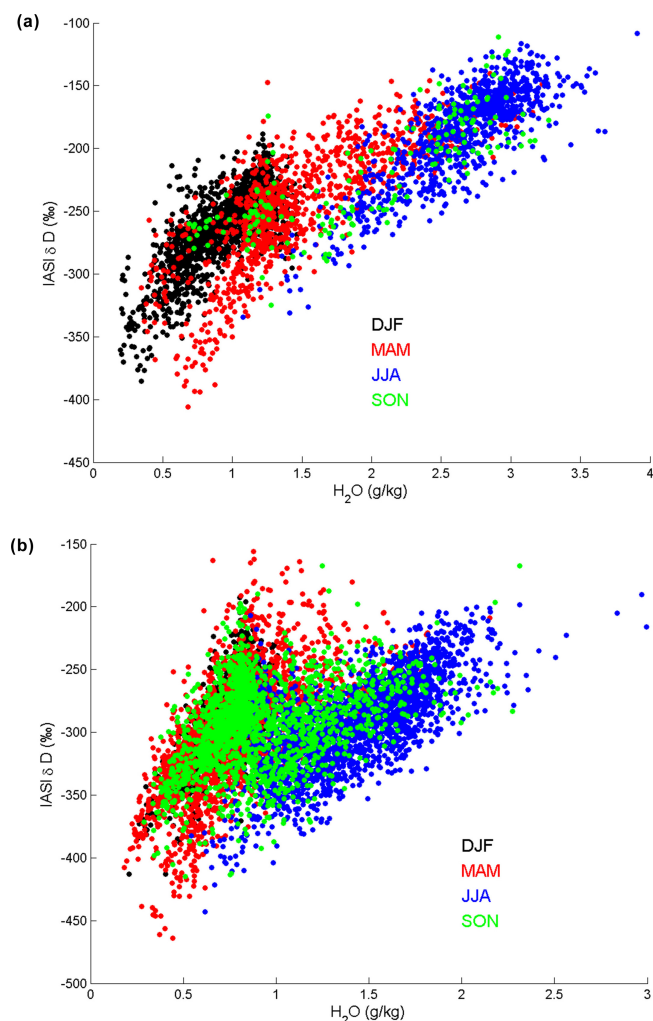 (a)
-100
-150
-200
-250
-300
-350
-400
-450
IASI δ D (‰)
DJF
MAM
JJA
SON
0 0.5 1 1.5 2 2.5 3 3.5 4
H₂O (g/kg)
(b)
-150
-200
-250
-300
-350
-400
-450
-500
IASI δ D (‰)
DJF
MAM
JJA
SON
0 0.5 1 1.5 2 2.5 3
H₂O (g/kg)